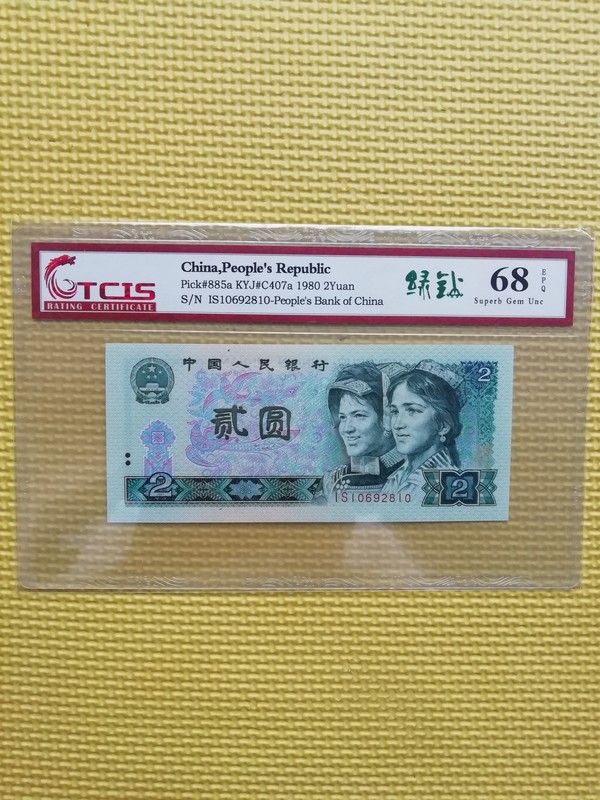 TCIS
RATING CERTIFICATE
China,People's Republic
Pick#885a KYJ#C407a 1980 2Yuan
S/N IS10692810-People's Bank of China
绿钻
68
EPQ
Superb Gem Unc
中国人民银行
2
贰圆
2
IS10692810
2